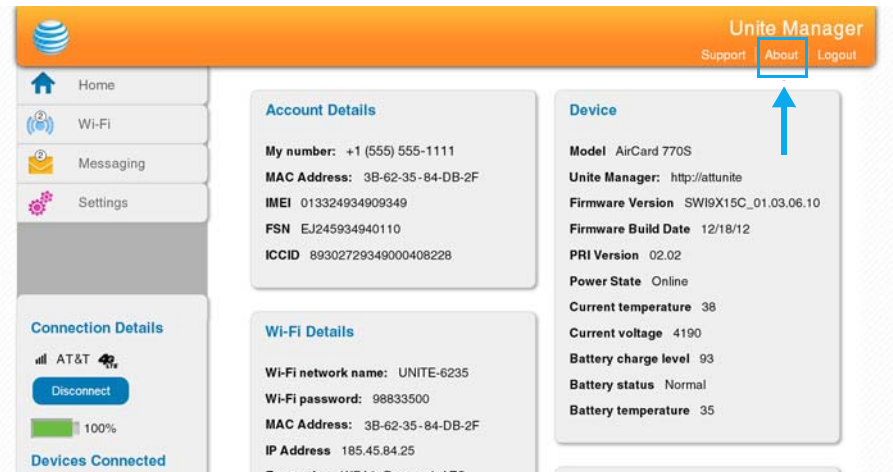 Unite Manager
Support About Logout
Home
2
Wi-Fi
2
Messaging
Settings
Connection Details
AT&T 4G LTE
Disconnect
100%
Devices Connected
Account Details
My number: +1 (555) 555-1111
MAC Address: 3B-62-35-84-DB-2F
IMEI 013324934909349
FSN EJ245934940110
ICCID 89302729349000408228
Wi-Fi Details
Wi-Fi network name: UNITE-6235
Wi-Fi password: 98833500
MAC Address: 3B-62-35-84-DB-2F
IP Address 185.45.84.25
Device
Model AirCard 770S
Unite Manager: http://attunite
Firmware Version SWI9X15C_01.03.06.10
Firmware Build Date 12/18/12
PRI Version 02.02
Power State Online
Current temperature 38
Current voltage 4190
Battery charge level 93
Battery status Normal
Battery temperature 35